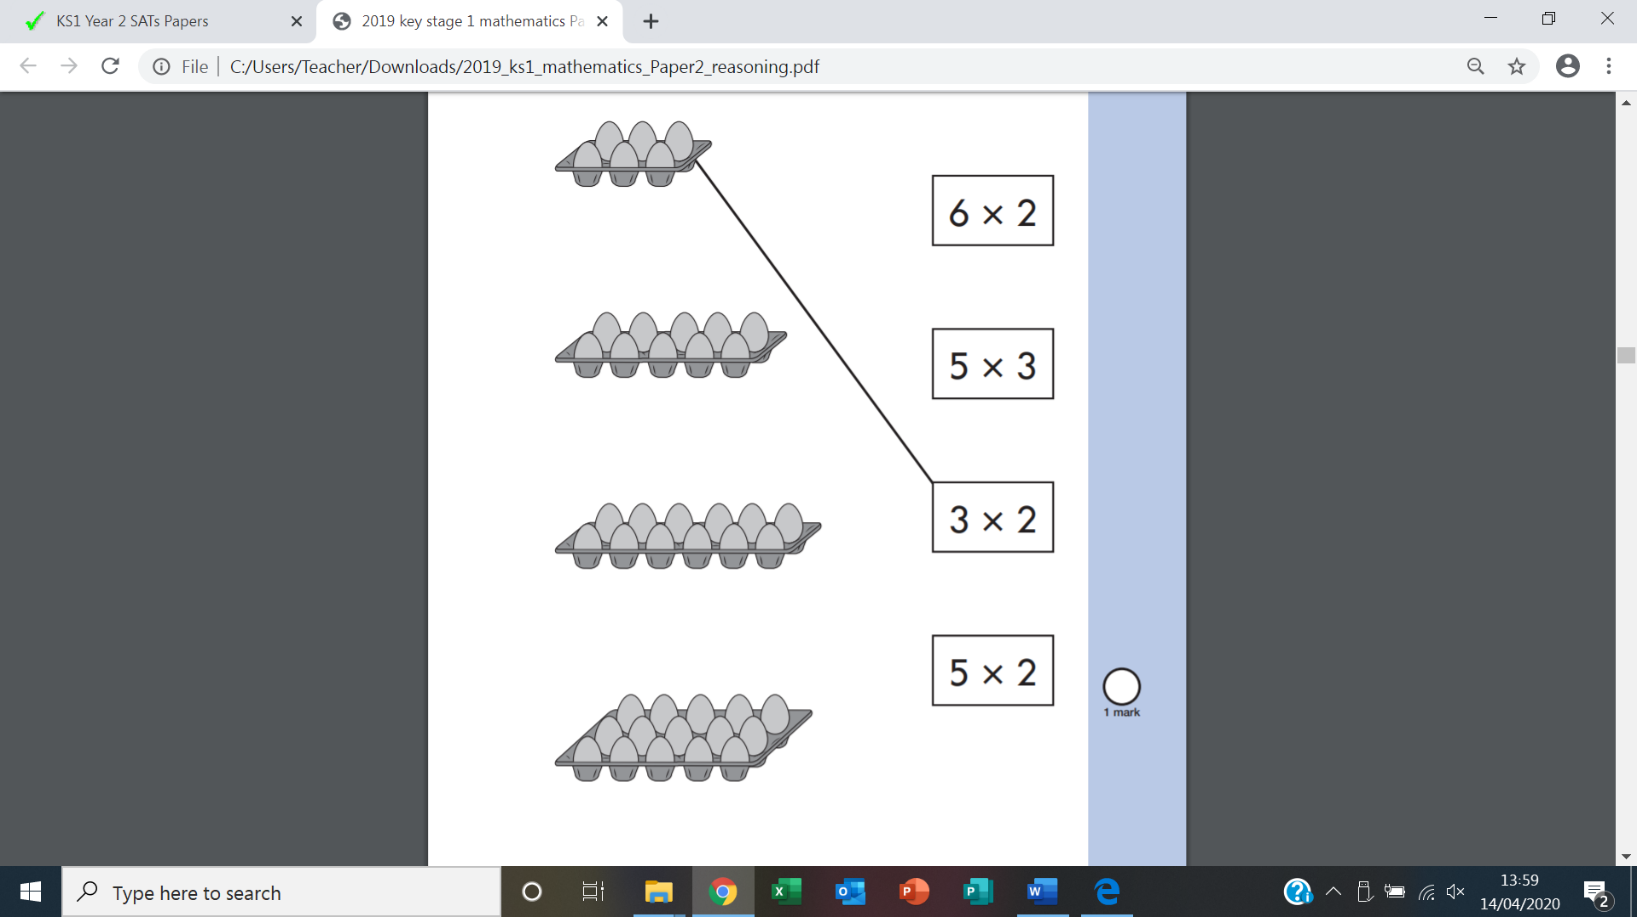 KS1 Year 2 SATs Papers
2019 key stage 1 mathematics Pa
File
C:/Users/Teacher/Downloads/2019_ks1_mathematics_Paper2_reasoning.pdf
6 × 2
5 × 3
3 × 2
5 × 2
1 mark
Type here to search
13:59
14/04/2020
2